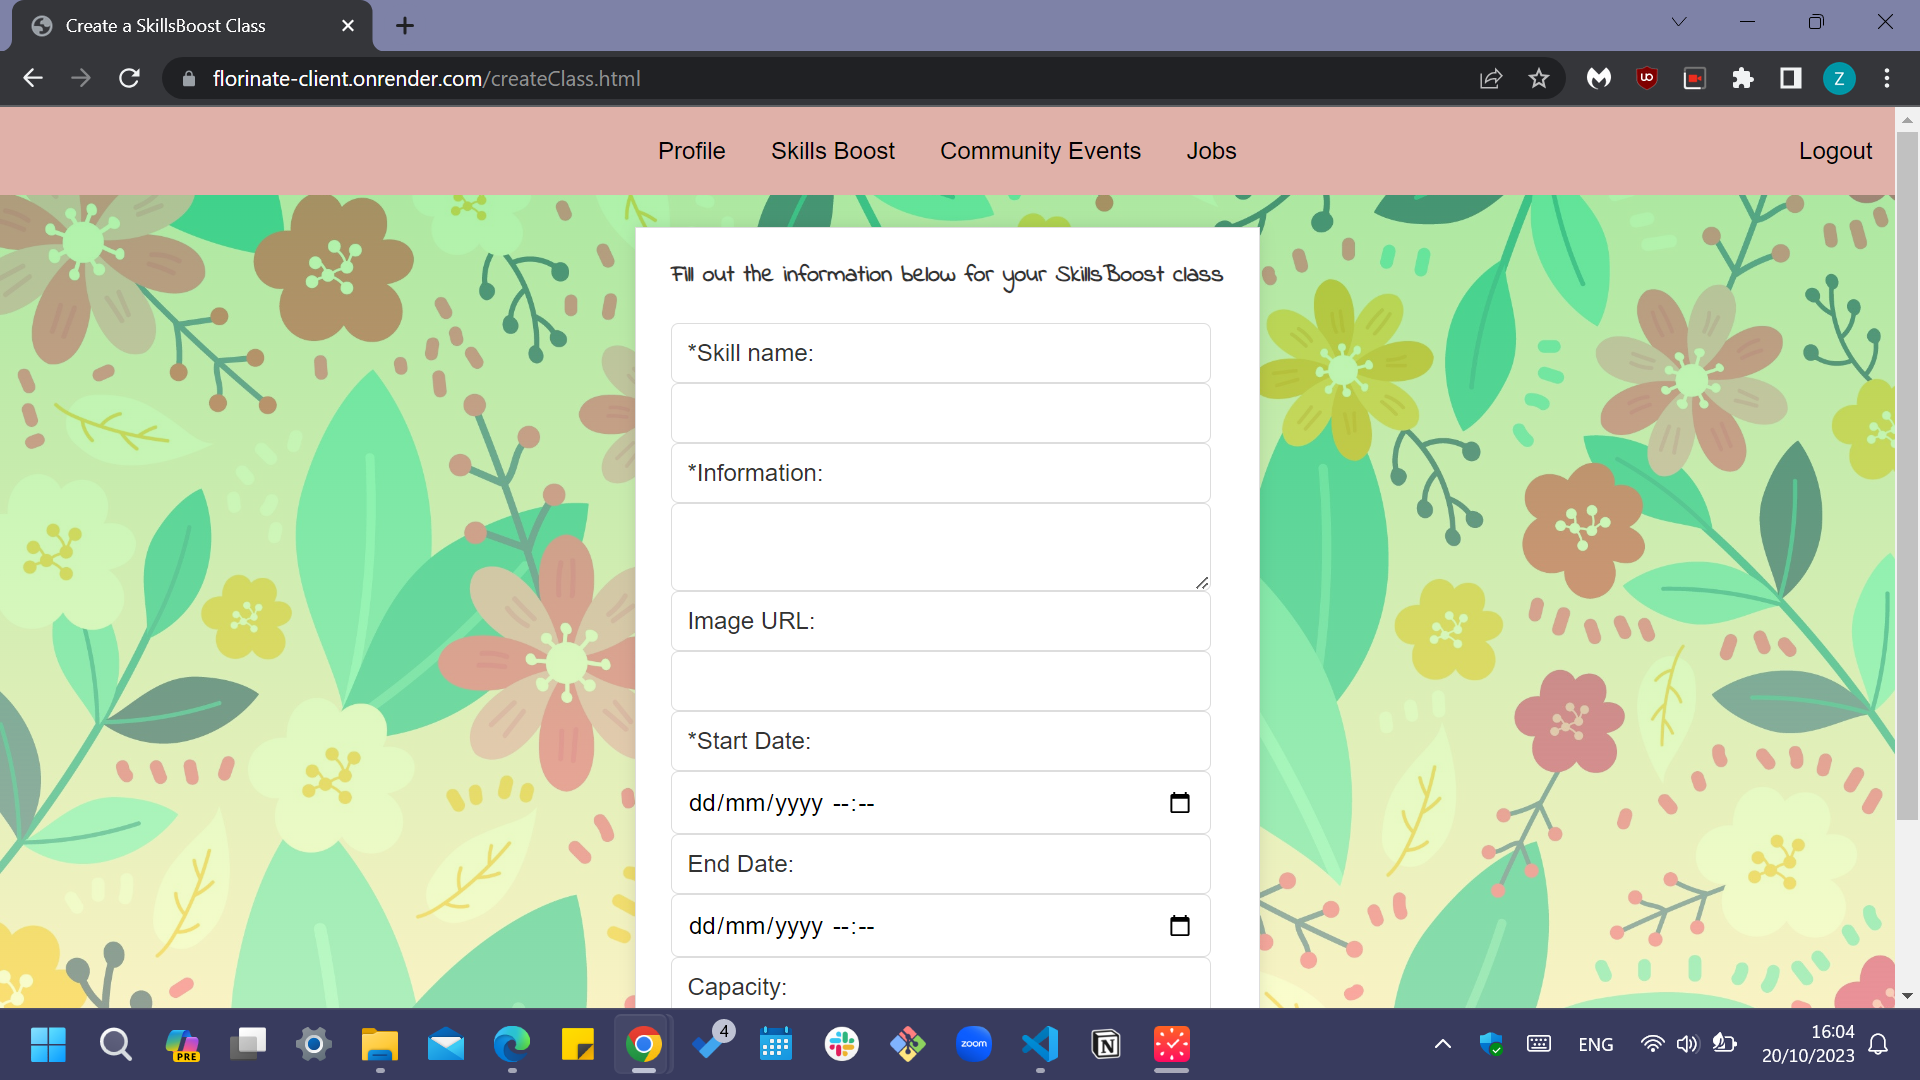 Create a SkillsBoost Class
florinate-client.onrender.com/createClass.html
Z
Profile
Skills Boost
Community Events
Jobs
Logout
Fill out the information below for your SkillsBoost class
*Skill name:
*Information:
Image URL:
*Start Date:
dd/mm/yyyy --:--
End Date:
dd/mm/yyyy --:--
Capacity:
PRE
4
zoom
ENG
16:04
20/10/2023